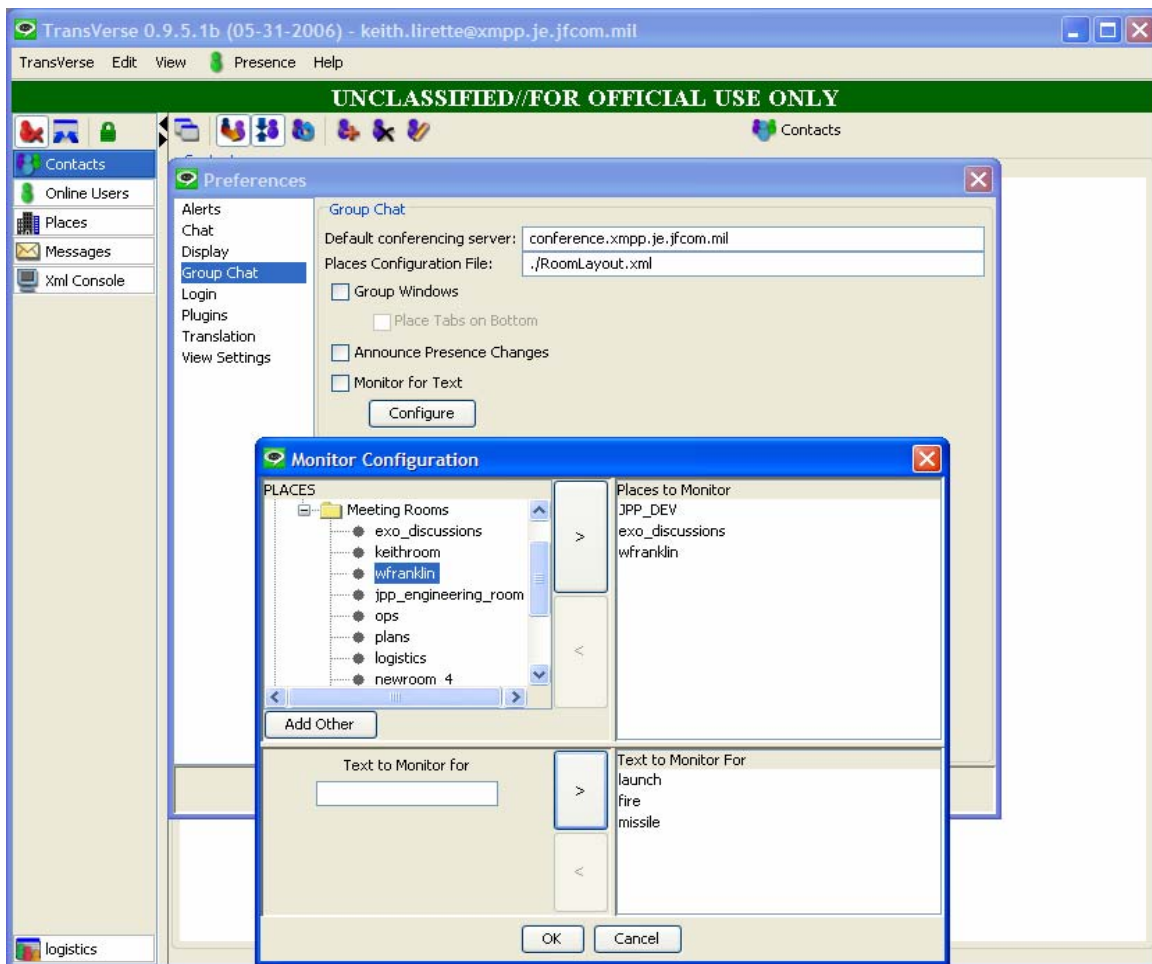 TransVerse 0.9.5.1b (05-31-2006) - keith.lirette@xmpp.je.jfcom.mil
TransVerse Edit View Presence Help
UNCLASSIFIED//FOR OFFICIAL USE ONLY
Contacts
Contacts
Online Users
Places
Messages
Xml Console
logistics
Preferences
Alerts
Chat
Display
Group Chat
Login
Plugins
Translation
View Settings
Group Chat
Default conferencing server: conference.xmpp.je.jfcom.mil
Places Configuration File: ./RoomLayout.xml
Group Windows
Place Tabs on Bottom
Announce Presence Changes
Monitor for Text
Configure
Monitor Configuration
PLACES
Meeting Rooms
exo_discussions
keithroom
wfranklin
jpp_engineering_room
ops
plans
logistics
newroom_4
Add Other
>
<
Places to Monitor
JPP_DEV
exo_discussions
wfranklin
Text to Monitor for
>
<
Text to Monitor For
launch
fire
missile
OK Cancel